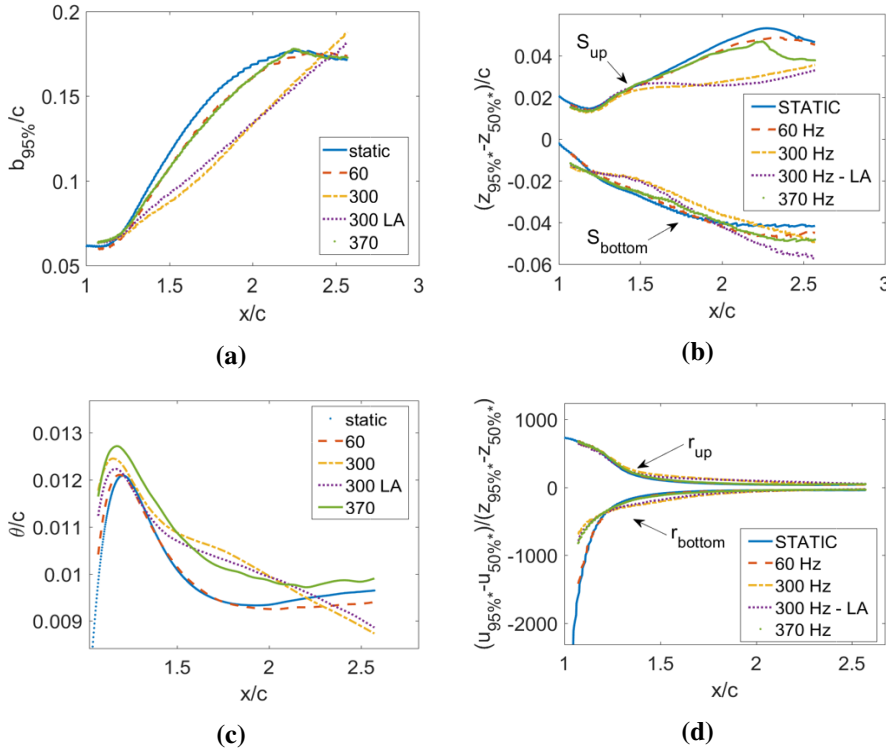 0.2
0.15
0.1
0.05
b95%/c
1
1.5
2
2.5
3
x/c
static
60
300
300 LA
370
(a)
0.04
0.02
0
-0.02
-0.04
-0.06
(z95%*-z50%*)/c
Sup
Sbottom
STATIC
60 Hz
300 Hz
300 Hz - LA
370 Hz
1
1.5
2
2.5
3
x/c
(b)
0.013
0.012
0.011
0.01
0.009
θ/c
static
60
300
300 LA
370
1.5
2
2.5
x/c
(c)
1000
0
-1000
-2000
(u95%*-u50%*)/(z95%*-z50%*)
rup
rbottom
STATIC
60 Hz
300 Hz
300 Hz - LA
370 Hz
1
1.5
2
2.5
x/c
(d)